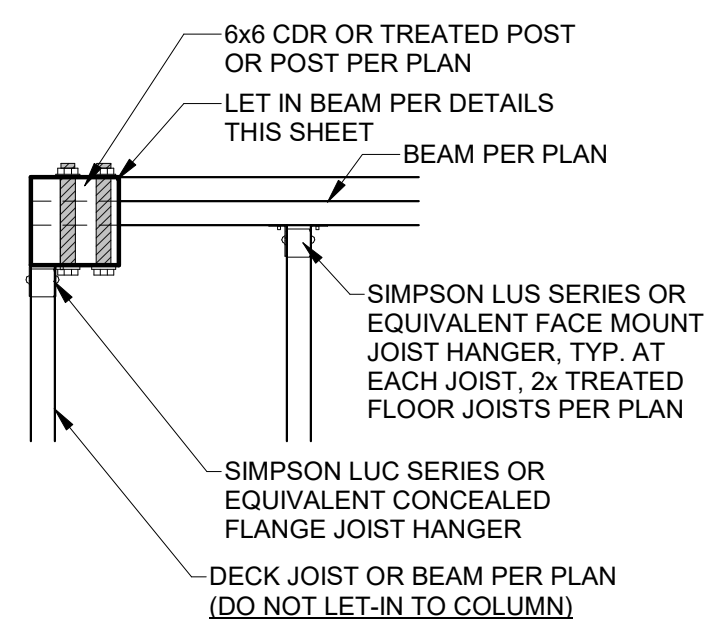 6x6 CDR OR TREATED POST
OR POST PER PLAN
LET IN BEAM PER DETAILS
THIS SHEET
BEAM PER PLAN
SIMPSON LUS SERIES OR
EQUIVALENT FACE MOUNT
JOIST HANGER, TYP. AT
EACH JOIST, 2x TREATED
FLOOR JOISTS PER PLAN
SIMPSON LUC SERIES OR
EQUIVALENT CONCEALED
FLANGE JOIST HANGER
DECK JOIST OR BEAM PER PLAN
(DO NOT LET-IN TO COLUMN)